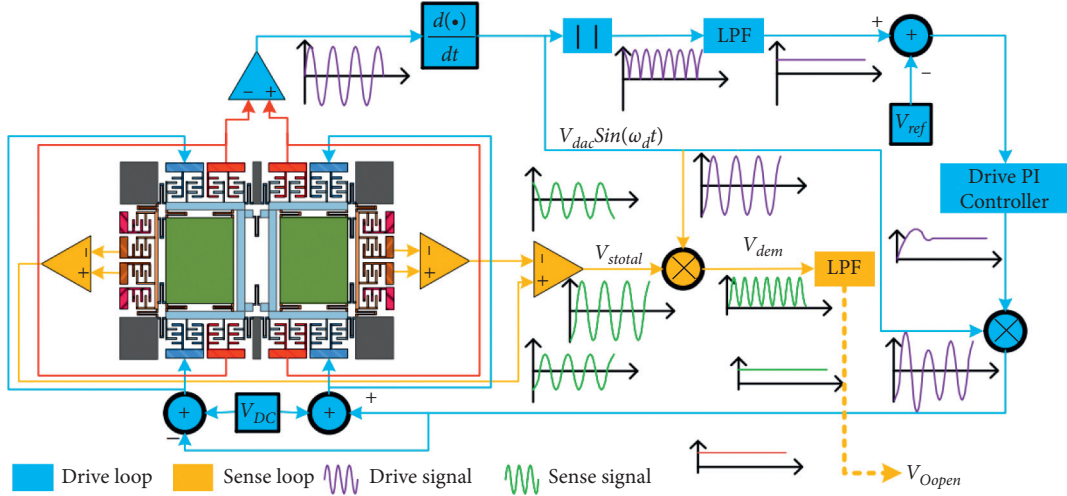 d(•)
dt
| |
LPF
+
+
−
V_ref
− +
V_dac Sin(ω_d t)
Drive PI
Controller
−
+
−
+
−
+
V_stotal
V_dem
LPF
+
V_DC
+
+
−
Drive loop
Sense loop
Drive signal
Sense signal
V_Oopen